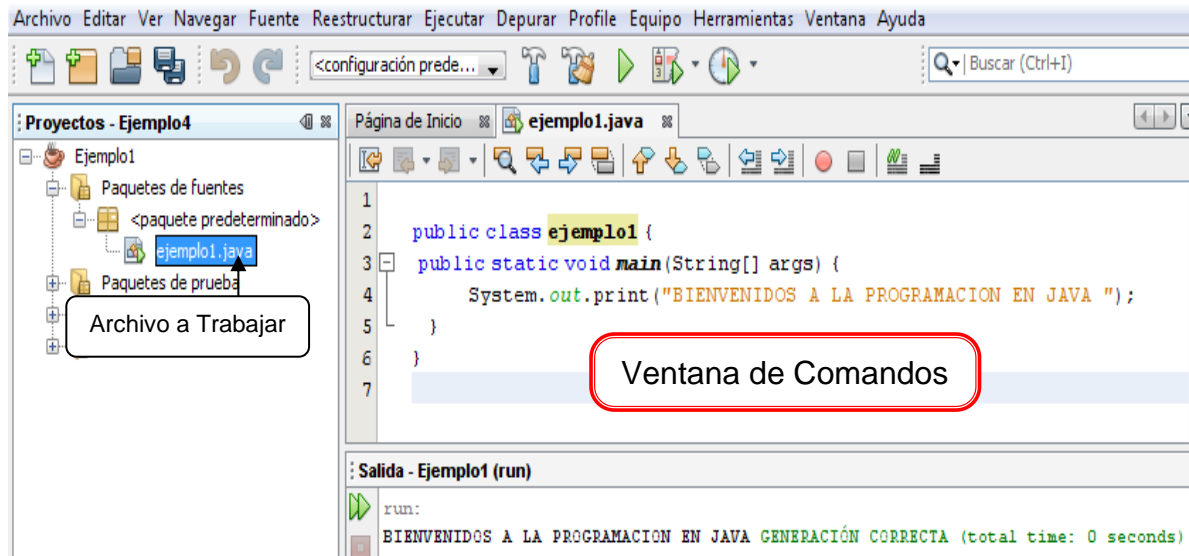 Archivo Editar Ver Navegar Fuente Reestructurar Ejecutar Depurar Profile Equipo Herramientas Ventana Ayuda
<configuración prede...
Buscar (Ctrl+I)
Proyectos - Ejemplo4
Ejemplo1
Paquetes de fuentes
<paquete predeterminado>
ejemplo1.java
Paquetes de prueba
Archivo a Trabajar
Página de Inicio ejemplo1.java
1
2 public class ejemplo1 {
3 public static void main(String[] args) {
4 System.out.print("BIENVENIDOS A LA PROGRAMACION EN JAVA ");
5 }
6 }
7
Ventana de Comandos
Salida - Ejemplo1 (run)
run:
BIENVENIDOS A LA PROGRAMACION EN JAVA GENERACIÓN CORRECTA (total time: 0 seconds)